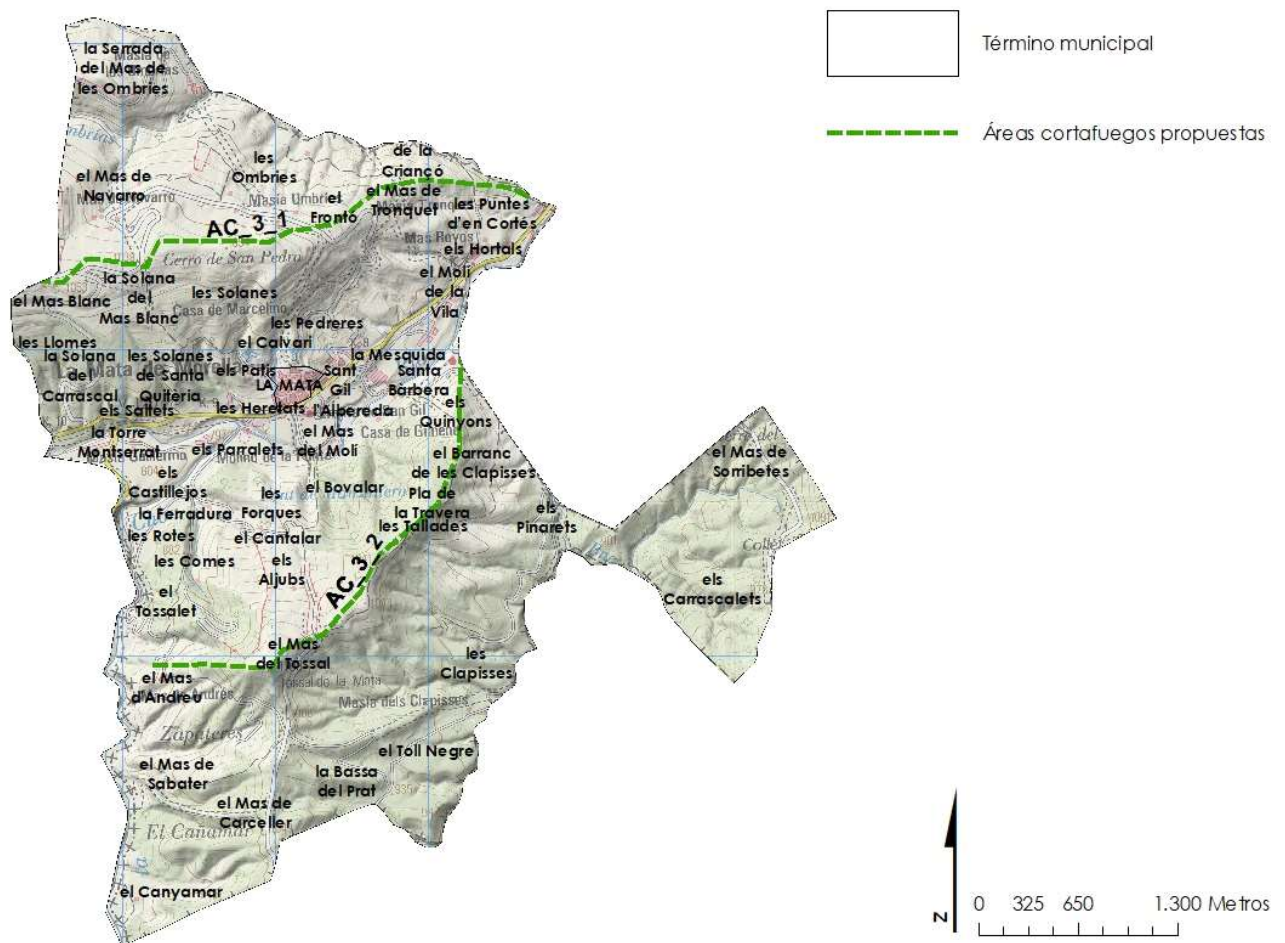 Término municipal
Áreas cortafuegos propuestas
la Serrada
del Mas de
les Ombries
el Mas de
Navarro
les
Ombries
Masía Umbría
de la
Criançó
el Mas de
Tronquet
el
Frontó
les Puntes
d'en Cortés
Mas Royos
els Hortals
AC_3_1
Cerro de San Pedro
el Molí
de la
Vila
el Mas Blanc
la Solana
del
Mas Blanc
les Solanes
Casa de Marcelino
les Pedreres
el Calvari
les Llomes
la Solana
del
Carrascal
les Solanes
de Santa
Quitèria
els Patis
LA MATA
Sant
Gil
la Mesquida
Santa
Bàrbera
els Saltets
les Heretats
l'Albereda
els
Quinyons
la Torre
Montserrat
els Parralets
el Mas
del Molí
el Barranc
de les Clapisses
els
Castillejos
el Bovalar
Pla de
la Travera
la Ferradura
les
Forques
les Tallades
les Rotes
el Cantalar
les Comes
els
Aljubs
AC_3_2
el
Tossalet
els
Pinarets
el Mas de
Sorribetes
els
Carrascalets
el Mas
del Tossal
Tossal de la Mata
les
Clapisses
Masía dels Clapisses
el Mas
d'Andreu
Zapateres
el Toll Negre
el Mas de
Sabater
la Bassa
del Prat
el Mas de
Carceller
El Cañamar
el Canyamar
N
0 325 650 1.300 Metros